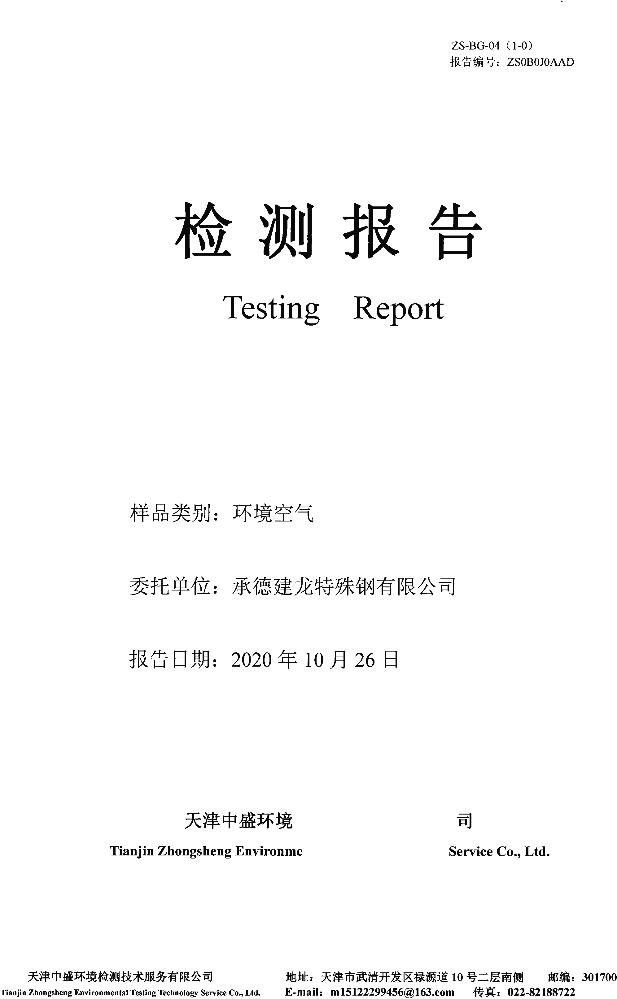 ZS-BG-04（1-0）
报告编号：ZS0B0J0AAD
检 测 报 告
Testing Report
样品类别：环境空气
委托单位：承德建龙特殊钢有限公司
报告日期：2020 年 10 月 26 日
天津中盛环境 司
Tianjin Zhongsheng Environme Service Co., Ltd.
天津中盛环境检测技术服务有限公司 地址：天津市武清开发区禄源道 10 号二层南侧 邮编：301700
Tianjin Zhongsheng Environmental Testing Technology Service Co., Ltd. E-mail：m15122299456@163.com 传真：022-82188722